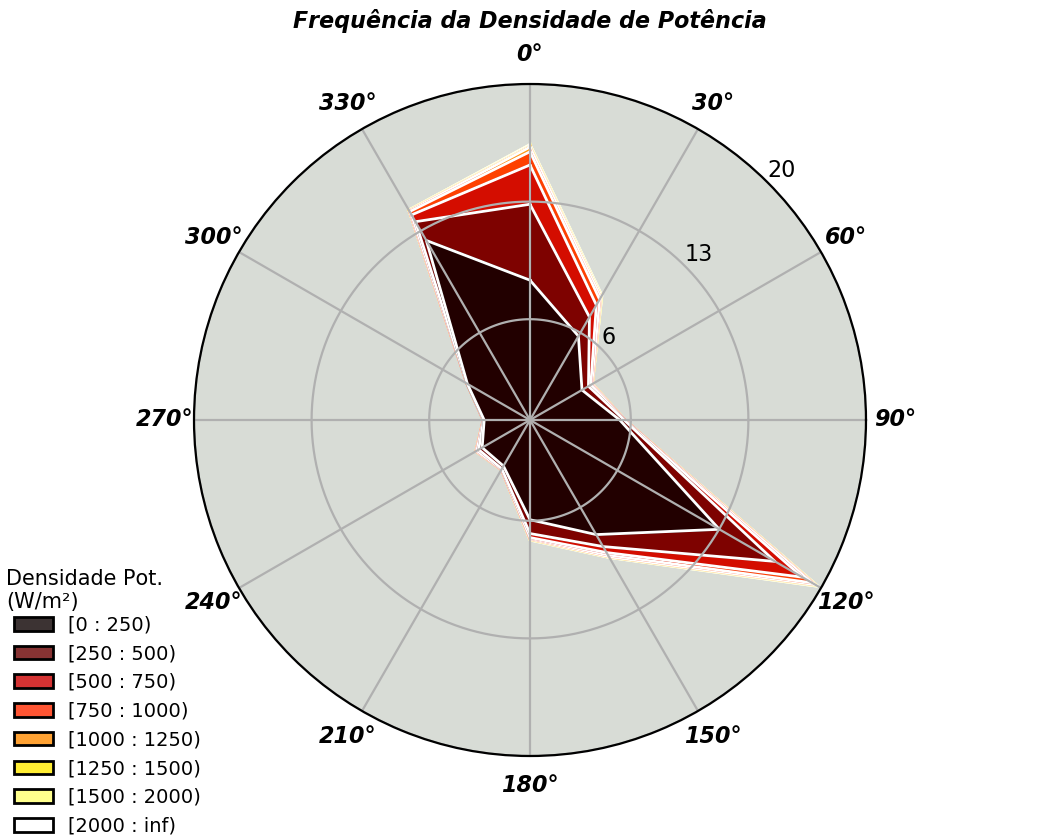 Frequência da Densidade de Potência
0°
30°
60°
90°
120°
150°
180°
210°
240°
270°
300°
330°
20
13
6
Densidade Pot.
(W/m²)
[0 : 250)
[250 : 500)
[500 : 750)
[750 : 1000)
[1000 : 1250)
[1250 : 1500)
[1500 : 2000)
[2000 : inf)